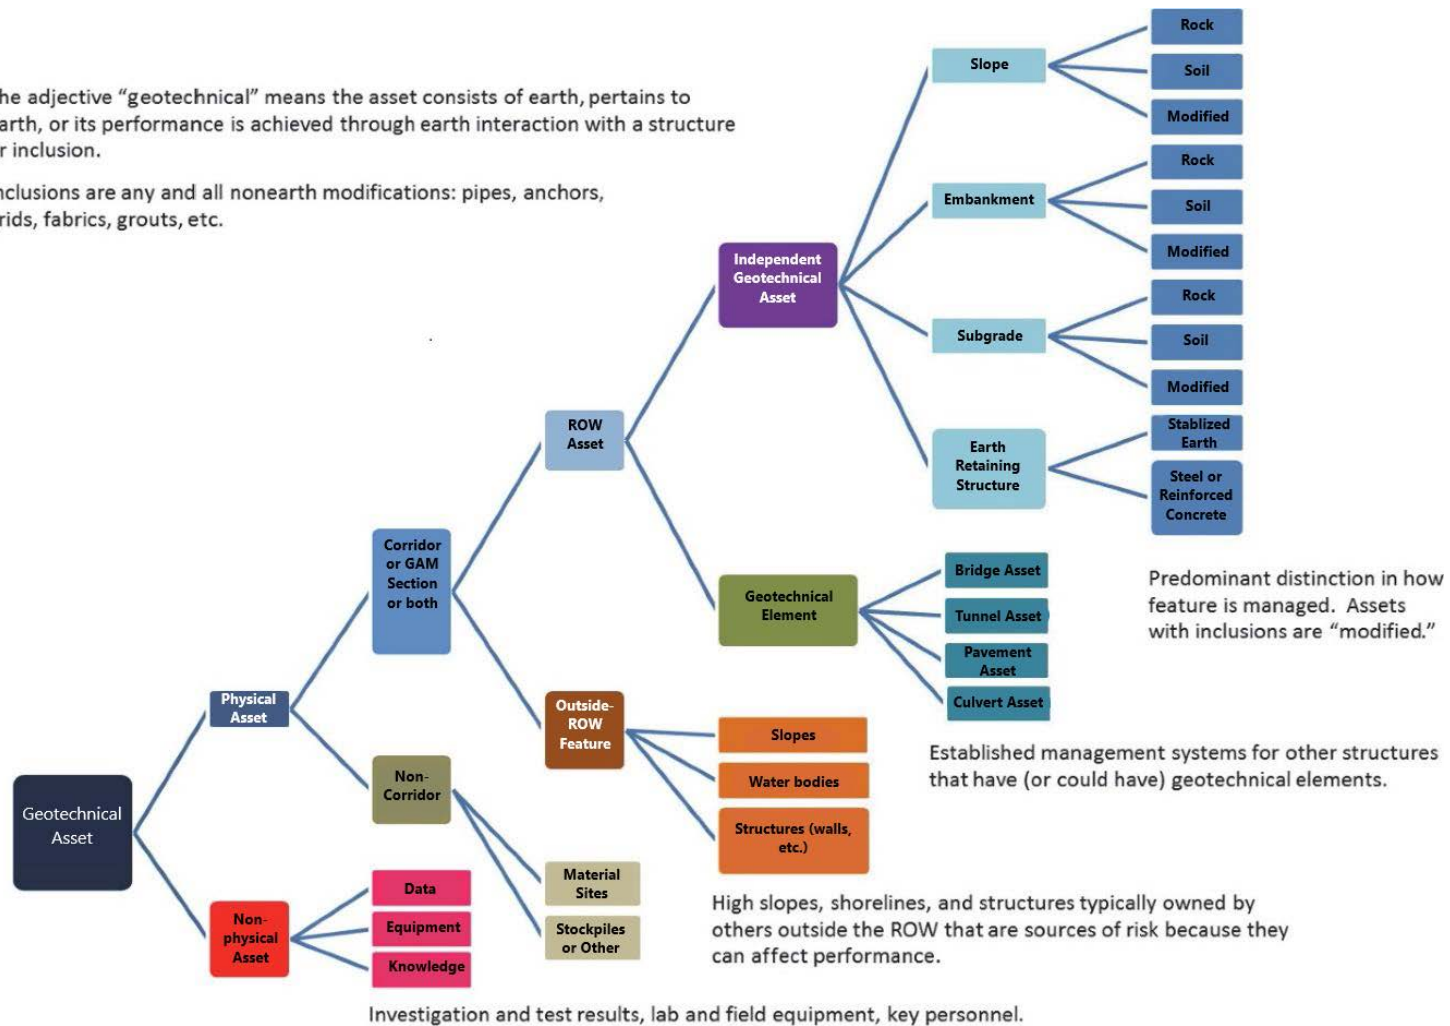 he adjective “geotechnical” means the asset consists of earth, pertains to
arth, or its performance is achieved through earth interaction with a structure
r inclusion.
nclusions are any and all nonearth modifications: pipes, anchors,
rids, fabrics, grouts, etc.
Geotechnical
Asset
Physical
Asset
Non-
physical
Asset
Corridor
or GAM
Section
or both
Non-
Corridor
Data
Equipment
Knowledge
Investigation and test results, lab and field equipment, key personnel.
ROW
Asset
Outside-
ROW
Feature
Material
Sites
Stockpiles
or Other
Independent
Geotechnical
Asset
Geotechnical
Element
Slopes
Water bodies
Structures (walls,
etc.)
High slopes, shorelines, and structures typically owned by
others outside the ROW that are sources of risk because they
can affect performance.
Slope
Embankment
Subgrade
Earth
Retaining
Structure
Bridge Asset
Tunnel Asset
Pavement
Asset
Culvert Asset
Established management systems for other structures
that have (or could have) geotechnical elements.
Rock
Soil
Modified
Rock
Soil
Modified
Rock
Soil
Modified
Stablized
Earth
Steel or
Reinforced
Concrete
Predominant distinction in how
feature is managed. Assets
with inclusions are “modified.”